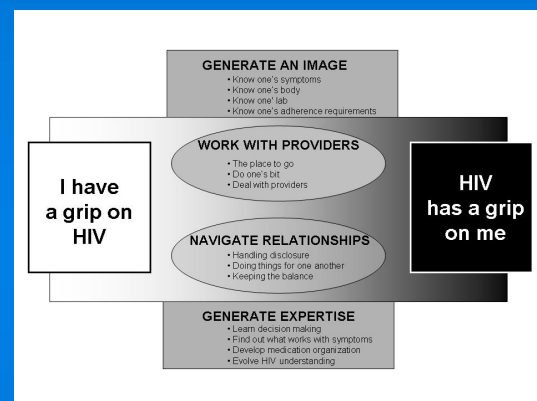 GENERATE AN IMAGE
• Know one's symptoms
• Know one's body
• Know one' lab
• Know one's adherence requirements
WORK WITH PROVIDERS
• The place to go
• Do one's bit
• Deal with providers
I have
a grip on
HIV
HIV
has a grip
on me
NAVIGATE RELATIONSHIPS
• Handling disclosure
• Doing things for one another
• Keeping the balance
GENERATE EXPERTISE
• Learn decision making
• Find out what works with symptoms
• Develop medication organization
• Evolve HIV understanding